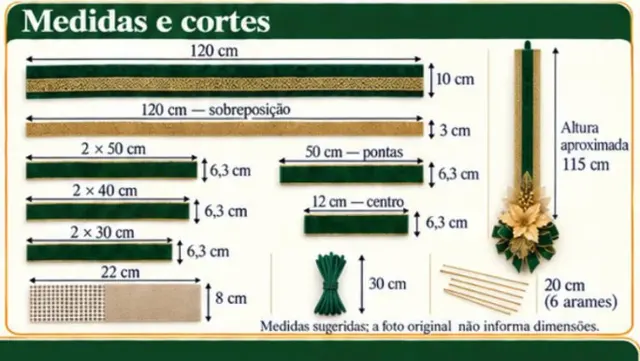 Medidas e cortes
120 cm
10 cm
120 cm — sobreposição
3 cm
2 × 50 cm
6,3 cm
50 cm — pontas
6,3 cm
2 × 40 cm
6,3 cm
12 cm — centro
6,3 cm
2 × 30 cm
6,3 cm
22 cm
8 cm
30 cm
20 cm
(6 arames)
Altura
aproximada
115 cm
Medidas sugeridas; a foto original não informa dimensões.